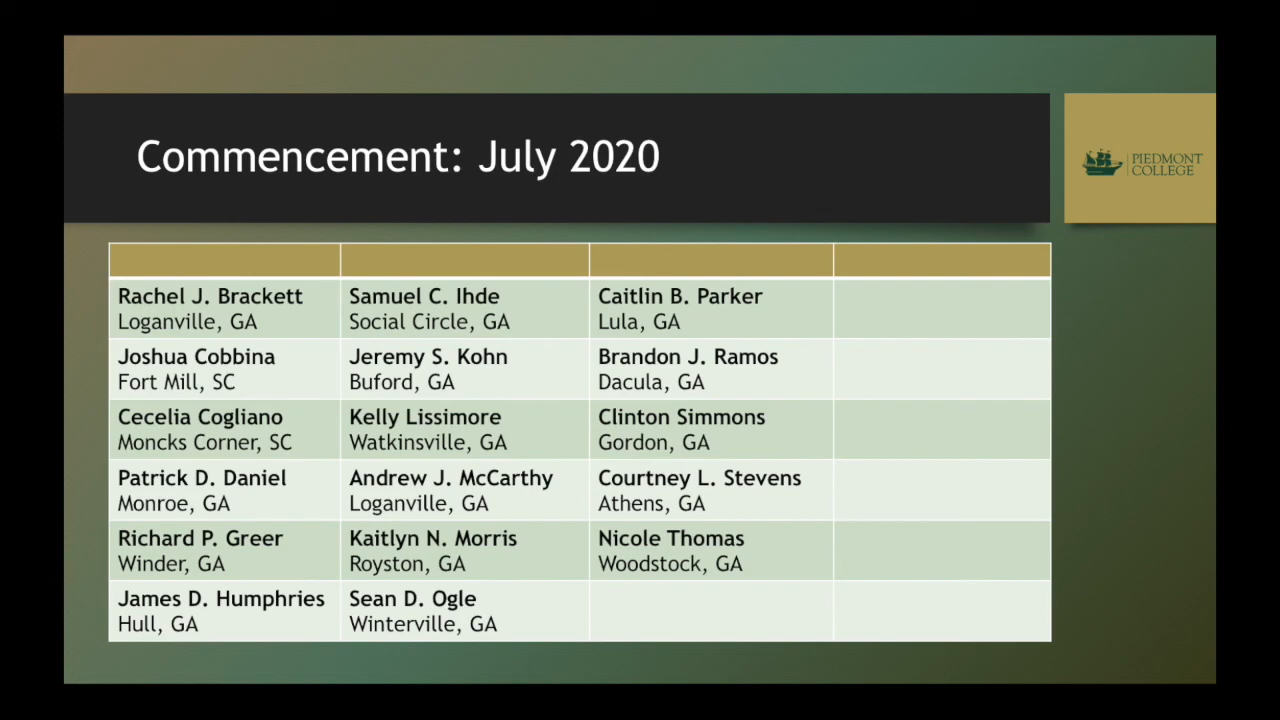 Commencement: July 2020
PIEDMONT
COLLEGE
Rachel J. Brackett
Loganville, GA
Samuel C. Ihde
Social Circle, GA
Caitlin B. Parker
Lula, GA
Joshua Cobbina
Fort Mill, SC
Jeremy S. Kohn
Buford, GA
Brandon J. Ramos
Dacula, GA
Cecelia Cogliano
Moncks Corner, SC
Kelly Lissimore
Watkinsville, GA
Clinton Simmons
Gordon, GA
Patrick D. Daniel
Monroe, GA
Andrew J. McCarthy
Loganville, GA
Courtney L. Stevens
Athens, GA
Richard P. Greer
Winder, GA
Kaitlyn N. Morris
Royston, GA
Nicole Thomas
Woodstock, GA
James D. Humphries
Hull, GA
Sean D. Ogle
Winterville, GA